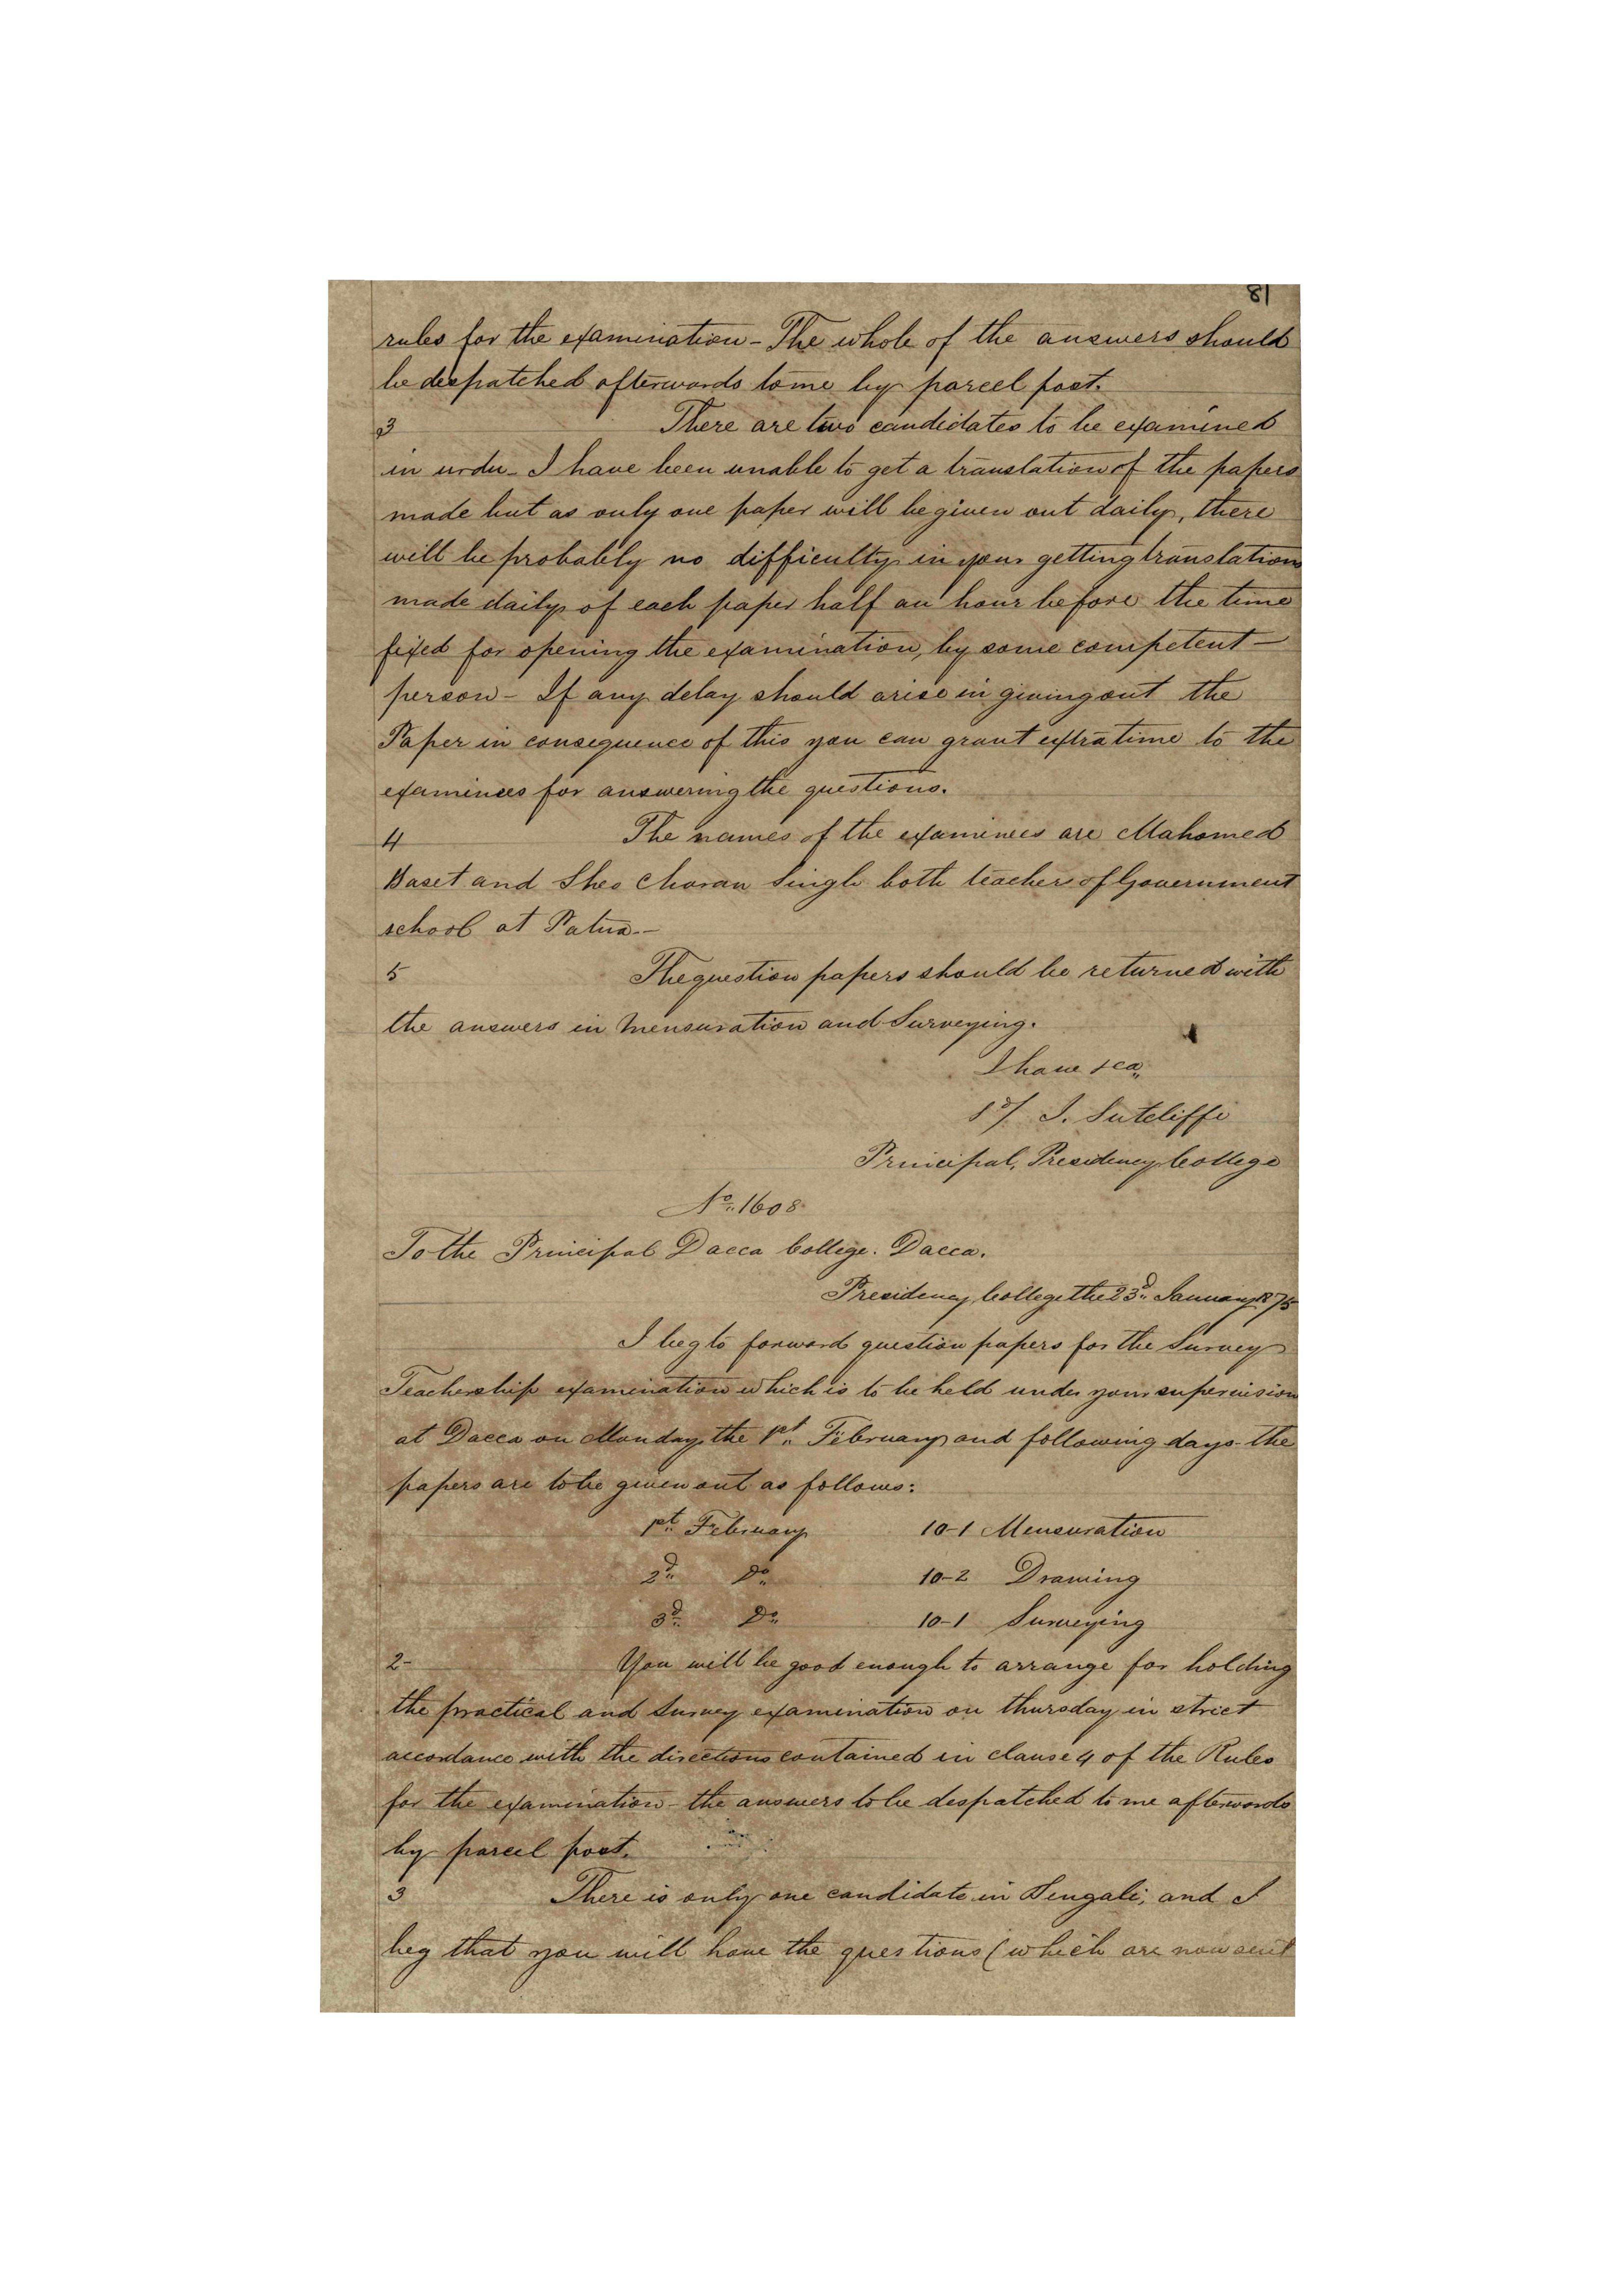 81
rules for the examination - The whole of the answers should
be despatched afterwards to me by parcel post.
3 There are two candidates to be examined
in urdu - I have been unable to get a translation of the papers
made but as only one paper will be given out daily, there
will be probably no difficulty in your getting translations
made daily of each paper half an hour before the time
fixed for opening the examination, by some competent -
person - If any delay should arise in giving out the
Paper in consequence of this you can grant extra time to the
examinees for answering the questions.
4 The names of the examinees are Mahomed
Baset and Sheo Charan Singh both teachers of Government
school at Patna -
5 The question papers should be returned with
the answers in Mensuration and Surveying.
I have &ca,,
Sd/ J. Sutcliffe
Principal, Presidency College
No. 1608
To the Principal Dacca College. Dacca.
Presidency College the 23d. January 1875
I beg to forward question papers for the Survey
Teachership examination which is to be held under your supervision
at Dacca on Monday the 1st. February and following days - the
papers are to be given out as follows:
1st. February 10-1 Mensuration
2d. Do. 10-2 Drawing
3d. Do. 10-1 Surveying
2- You will be good enough to arrange for holding
the practical and Survey examination on thursday in strict
accordance with the directions contained in clause 4 of the Rules
for the examination - the answers to be despatched to me afterwards
by parcel post.
3 There is only one candidate in Bengali; and I
beg that you will have the questions (which are now sent